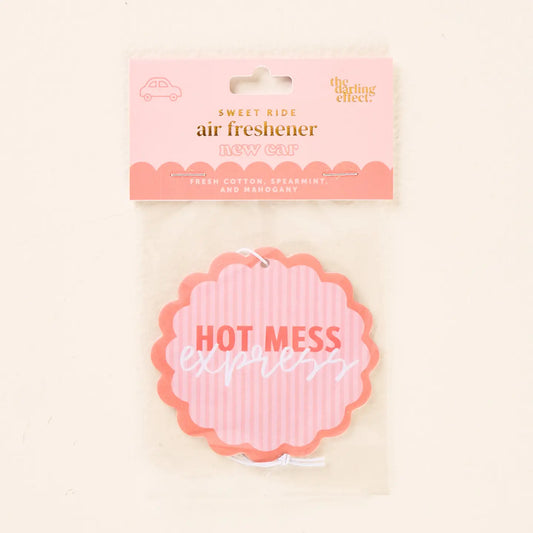 the
darling
effect.
SWEET RIDE
air freshener
new car
FRESH COTTON, SPEARMINT,
AND MAHOGANY
HOT MESS
express